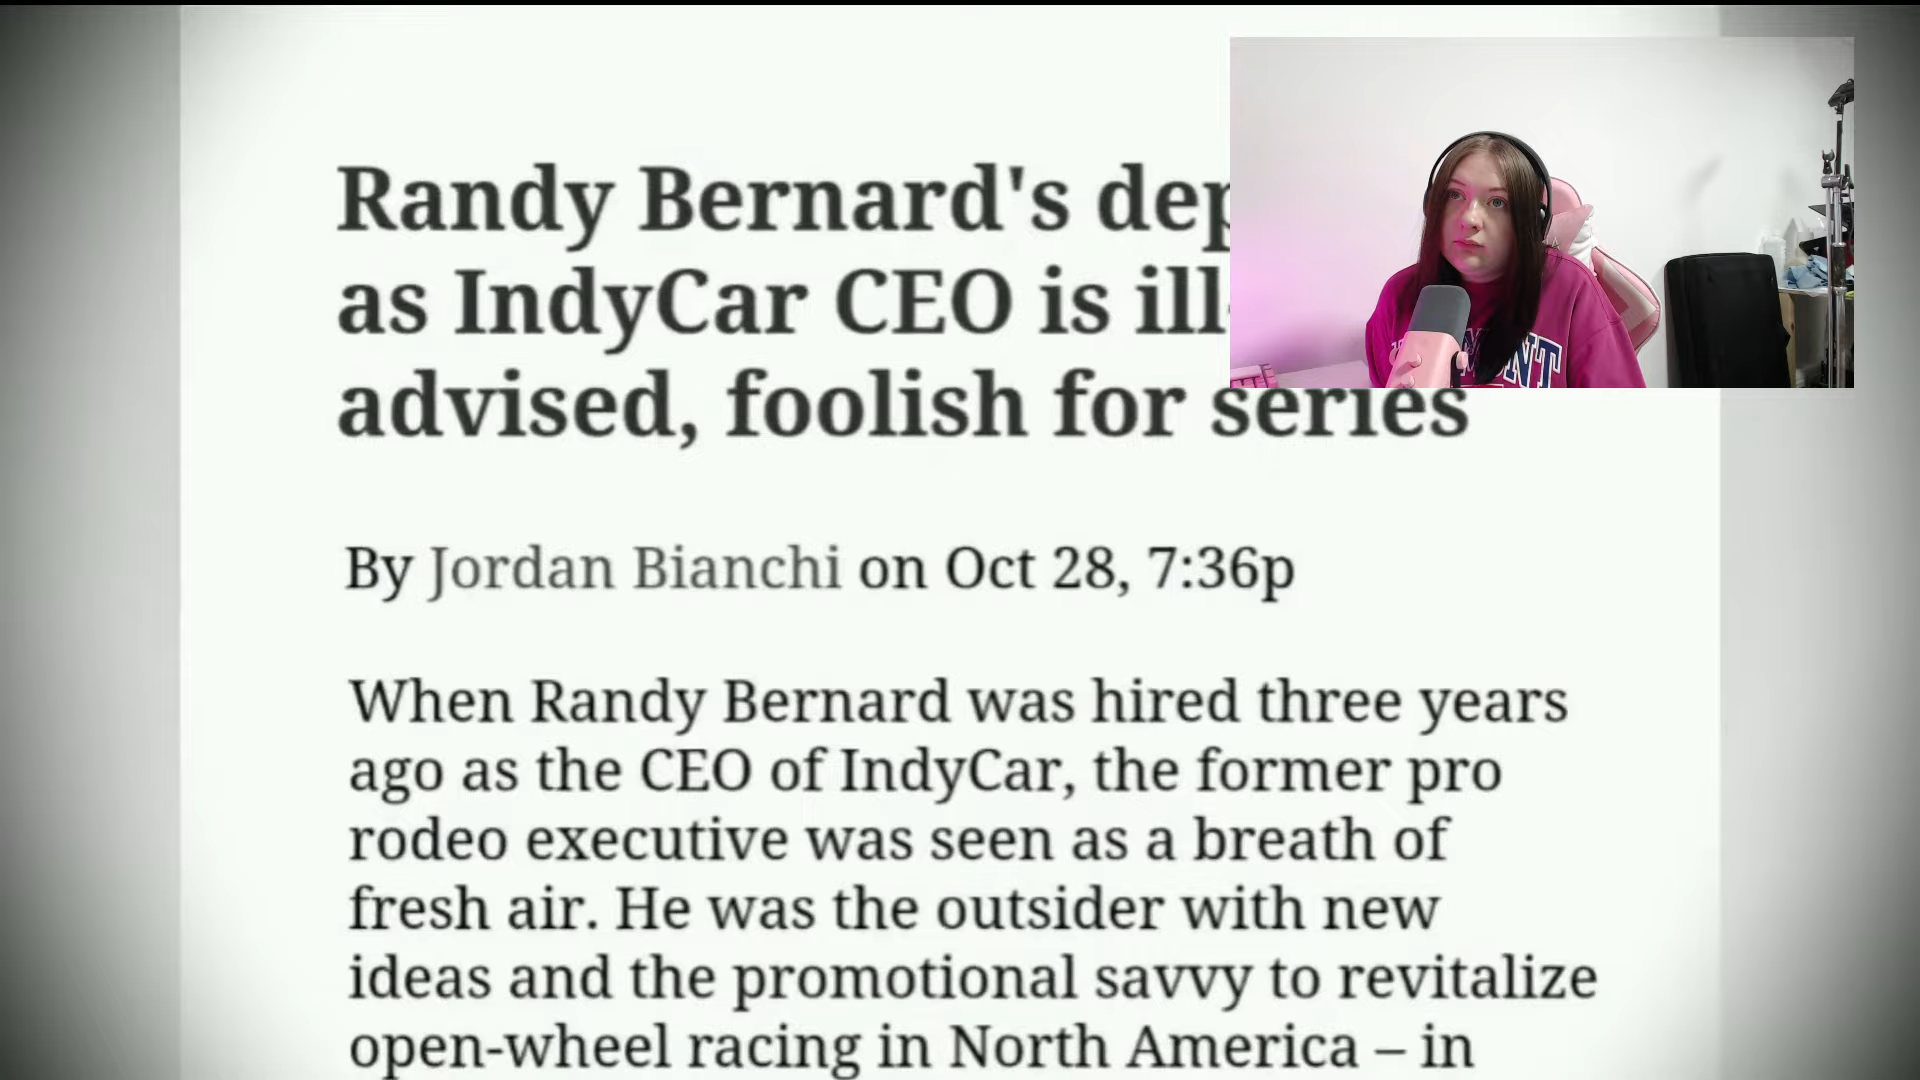 Randy Bernard's dep
as IndyCar CEO is ill-
advised, foolish for series
By Jordan Bianchi on Oct 28, 7:36p
When Randy Bernard was hired three years
ago as the CEO of IndyCar, the former pro
rodeo executive was seen as a breath of
fresh air. He was the outsider with new
ideas and the promotional savvy to revitalize
open-wheel racing in North America – in